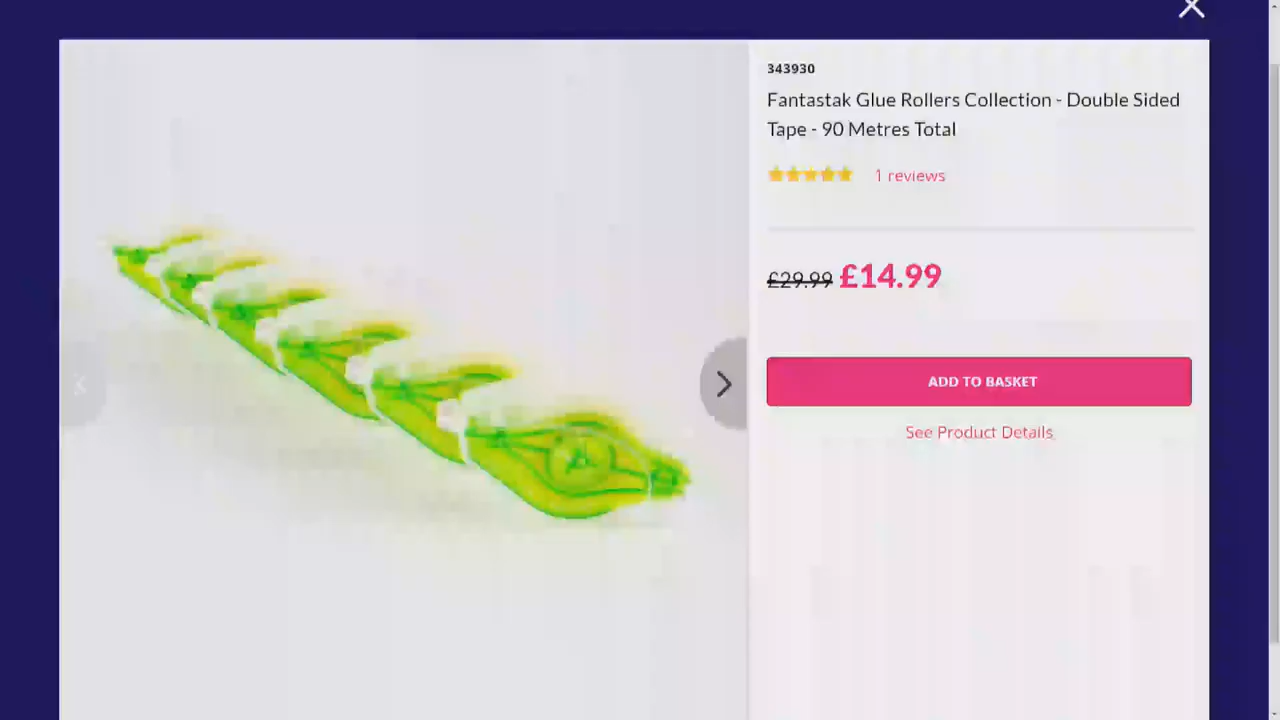 343930
Fantastak Glue Rollers Collection - Double Sided
Tape - 90 Metres Total
1 reviews
£29.99 £14.99
ADD TO BASKET
See Product Details